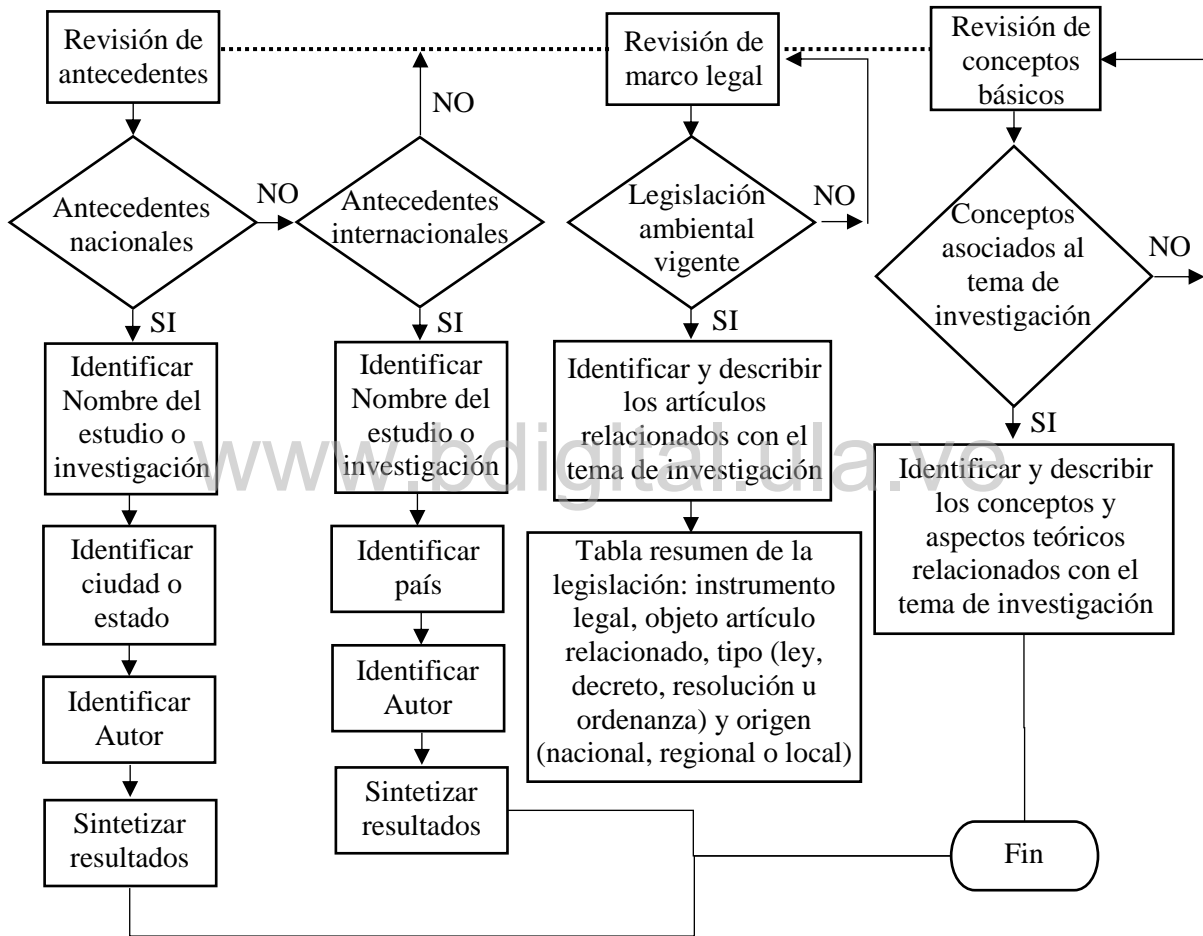 Revisión de
antecedentes
Revisión de
marco legal
Revisión de
conceptos
básicos
NO
Antecedentes
nacionales
NO
Antecedentes
internacionales
Legislación
ambiental
vigente
NO
Conceptos
asociados al
tema de
investigación
NO
SI
SI
SI
SI
Identificar
Nombre del
estudio o
investigación
Identificar
Nombre del
estudio o
investigación
Identificar y describir
los artículos
relacionados con el
tema de investigación
Identificar y describir
los conceptos y
aspectos teóricos
relacionados con el
tema de investigación
www.bdigital.ula.ve
Identificar
ciudad o
estado
Identificar
país
Tabla resumen de la
legislación: instrumento
legal, objeto artículo
relacionado, tipo (ley,
decreto, resolución u
ordenanza) y origen
(nacional, regional o local)
Identificar
Autor
Identificar
Autor
Sintetizar
resultados
Sintetizar
resultados
Fin